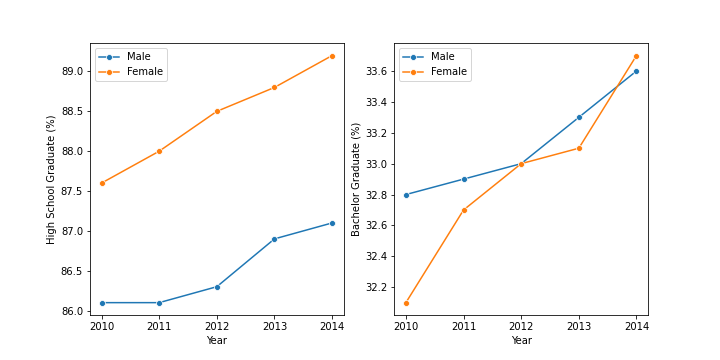 Male
Female
High School Graduate (%)
89.0
88.5
88.0
87.5
87.0
86.5
86.0
2010 2011 2012 2013 2014
Year
Male
Female
Bachelor Graduate (%)
33.6
33.4
33.2
33.0
32.8
32.6
32.4
32.2
2010 2011 2012 2013 2014
Year